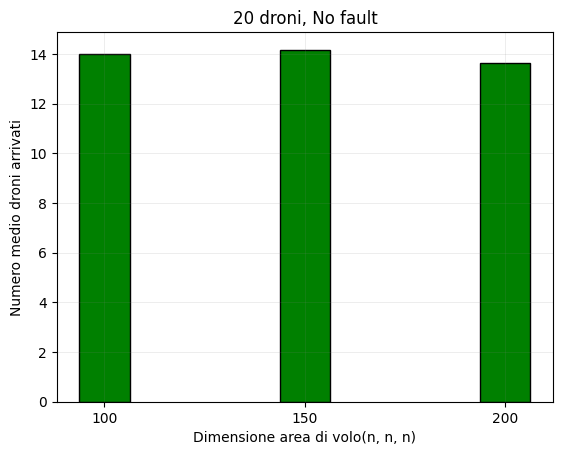 20 droni, No fault
Numero medio droni arrivati
14
12
10
8
6
4
2
0
100 150 200
Dimensione area di volo(n, n, n)